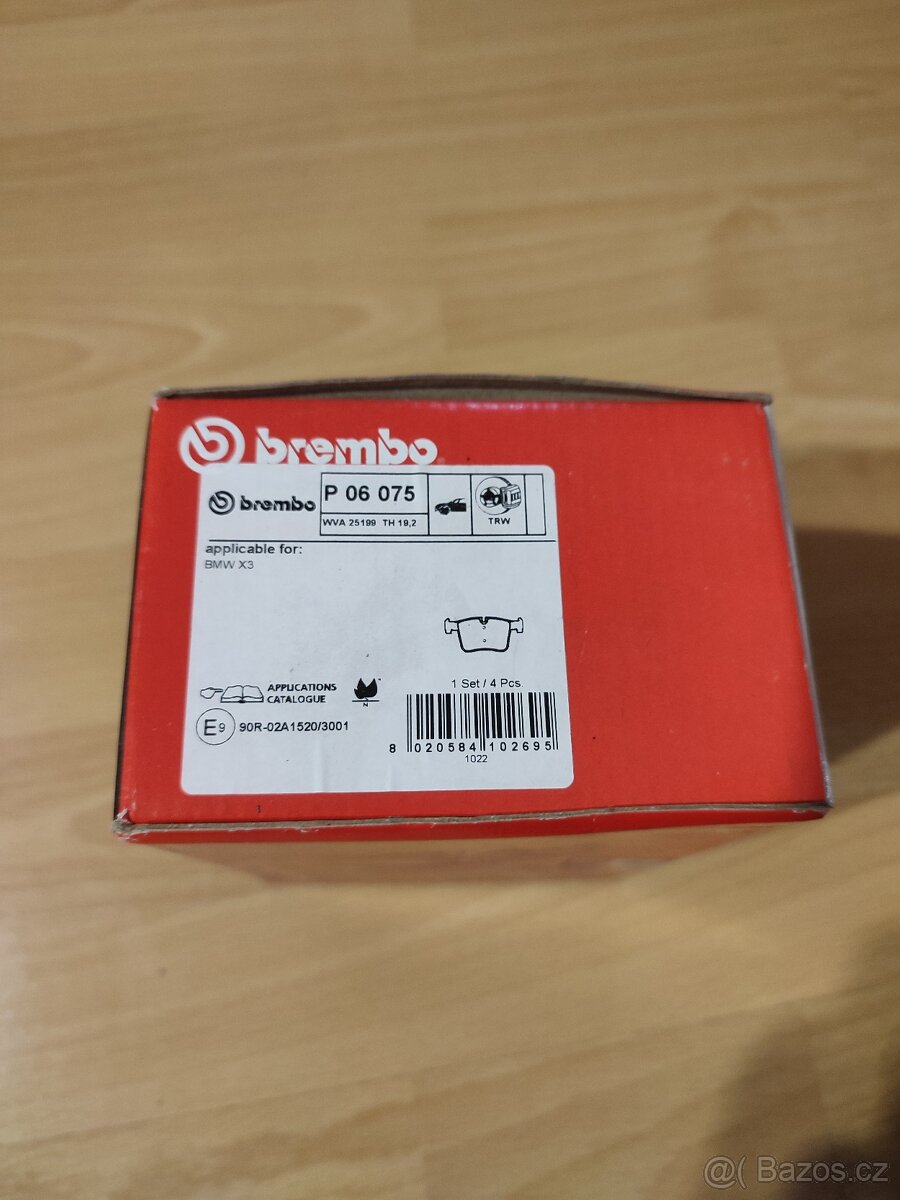 brembo
brembo
P 06 075
WVA 25199 TH 19,2
TRW
applicable for:
BMW X3
1 Set / 4 Pcs
APPLICATIONS
CATALOGUE
N
E9
90R-02A1520/3001
8 020584 102695
1022
@( Bazos.cz